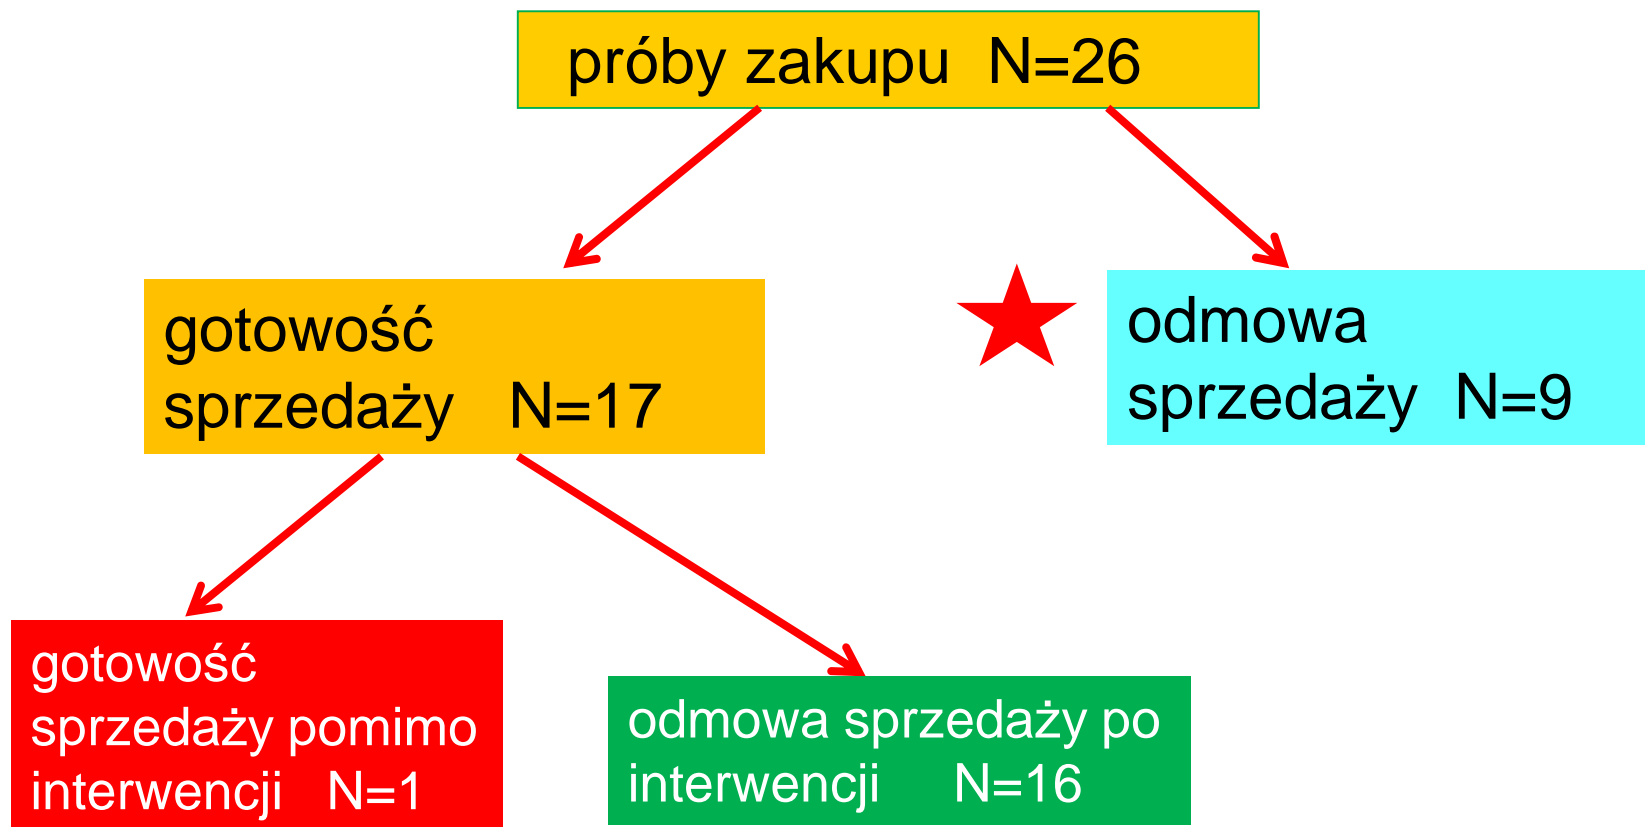 próby zakupu N=26
gotowość
sprzedaży N=17
odmowa
sprzedaży N=9
gotowość
sprzedaży pomimo
interwencji N=1
odmowa sprzedaży po
interwencji N=16